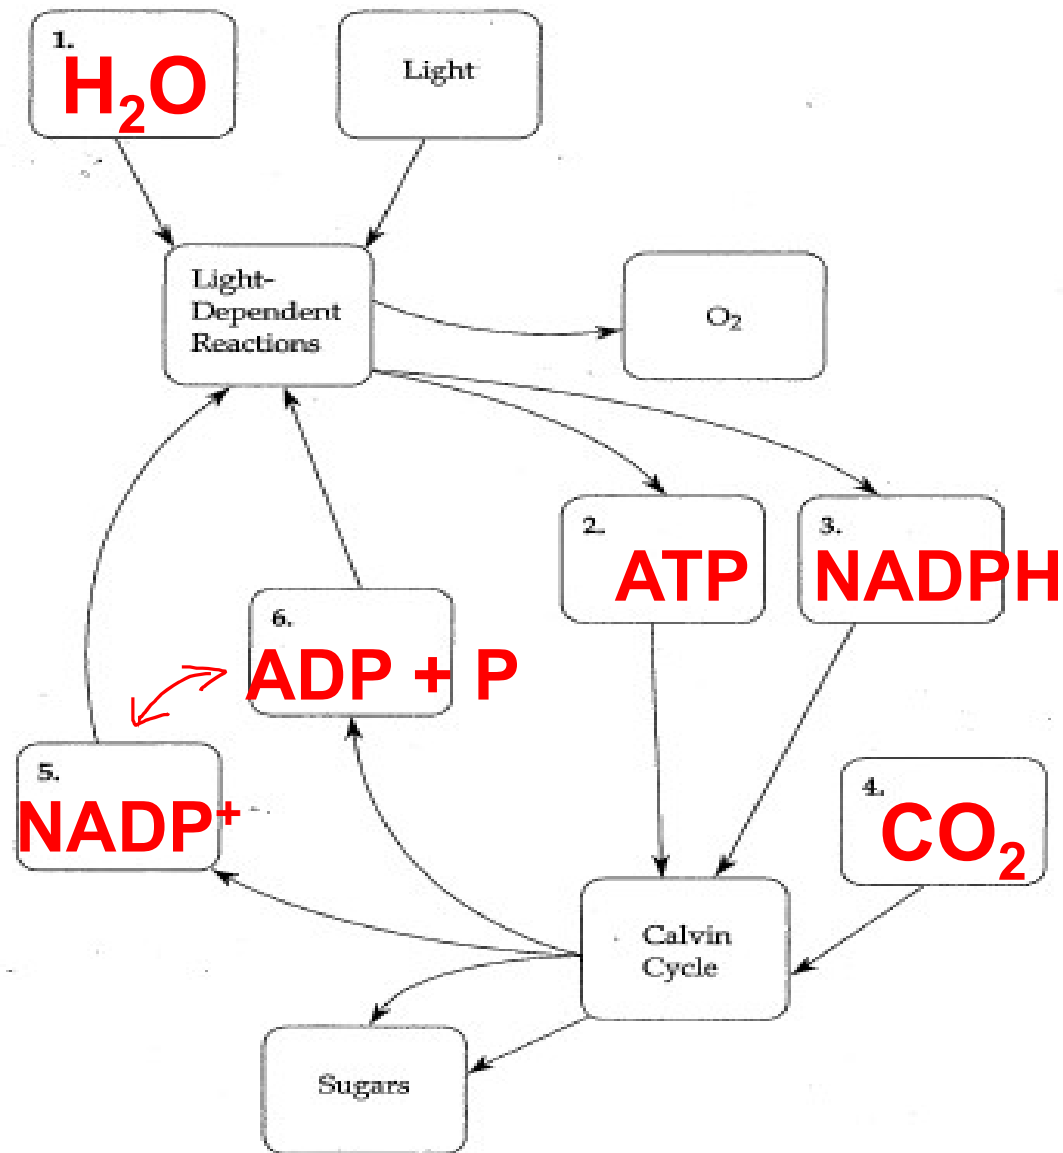 1.
H₂O
Light
Light-
Dependent
Reactions
O₂
2.
ATP
3.
NADPH
6.
ADP + P
5.
NADP⁺
4.
CO₂
Calvin
Cycle
Sugars